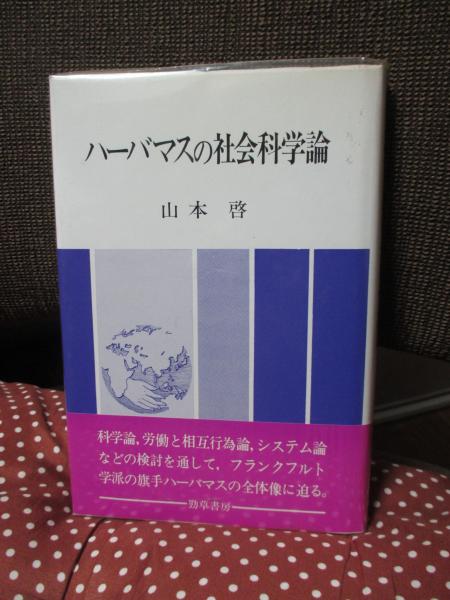 ハーバマスの社会科学論
山本 啓
科学論，労働と相互行為論，システム論
などの検討を通して，フランクフルト
学派の旗手ハーバマスの全体像に迫る。
勁草書房